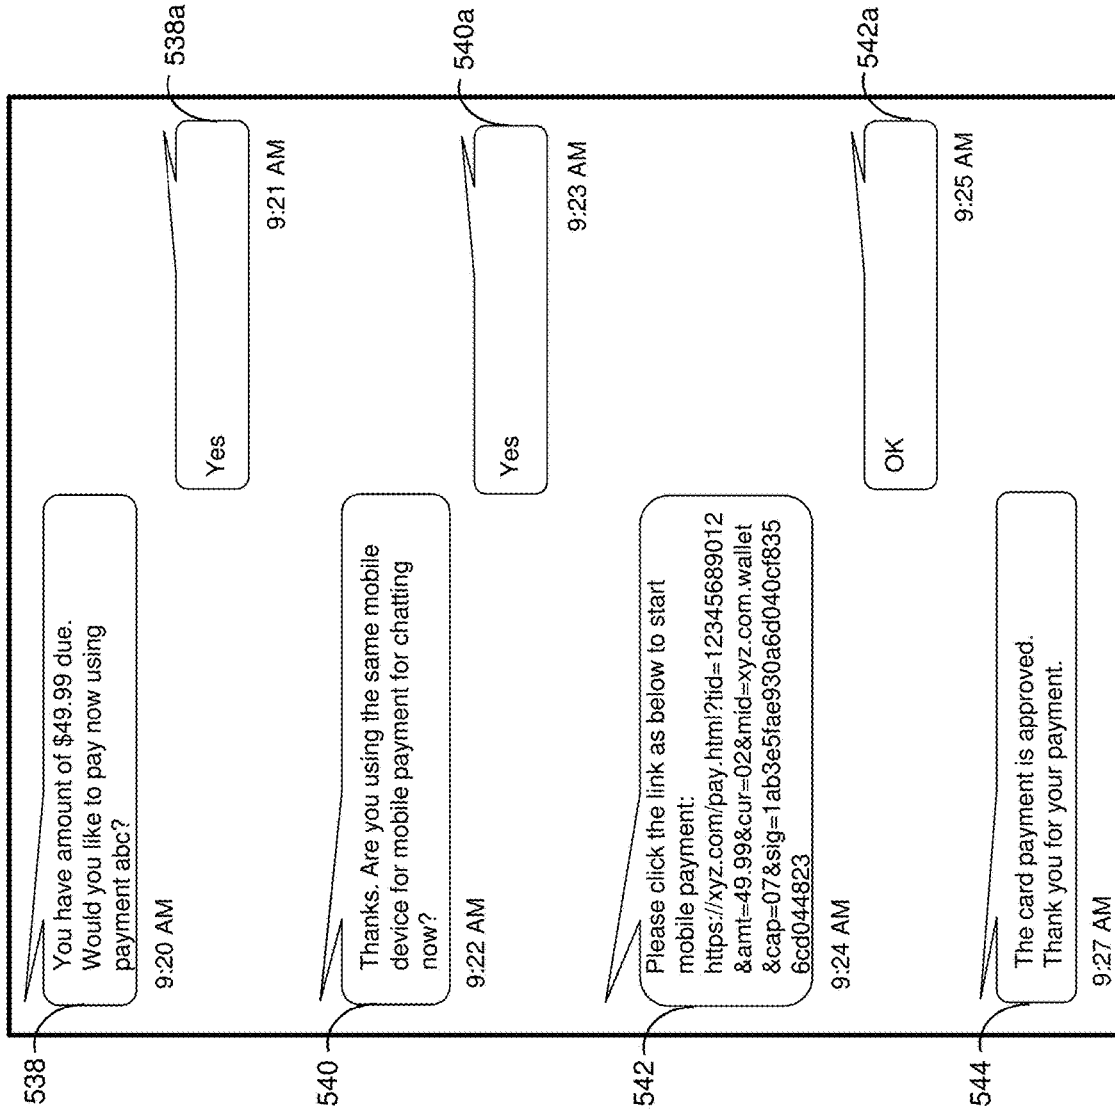 538
You have amount of $49.99 due.
Would you like to pay now using
payment abc?
9:20 AM
538a
Yes
9:21 AM
540
Thanks. Are you using the same mobile
device for mobile payment for chatting
now?
9:22 AM
540a
Yes
9:23 AM
542
Please click the link as below to start
mobile payment:
https://xyz.com/pay.html?tid=12345689012
&amt=49.99&cur=02&mid=xyz.com.wallet
&cap=07&sig=1ab3e5fae930a6d040cf835
6cd044823
9:24 AM
542a
OK
9:25 AM
544
The card payment is approved.
Thank you for your payment.
9:27 AM